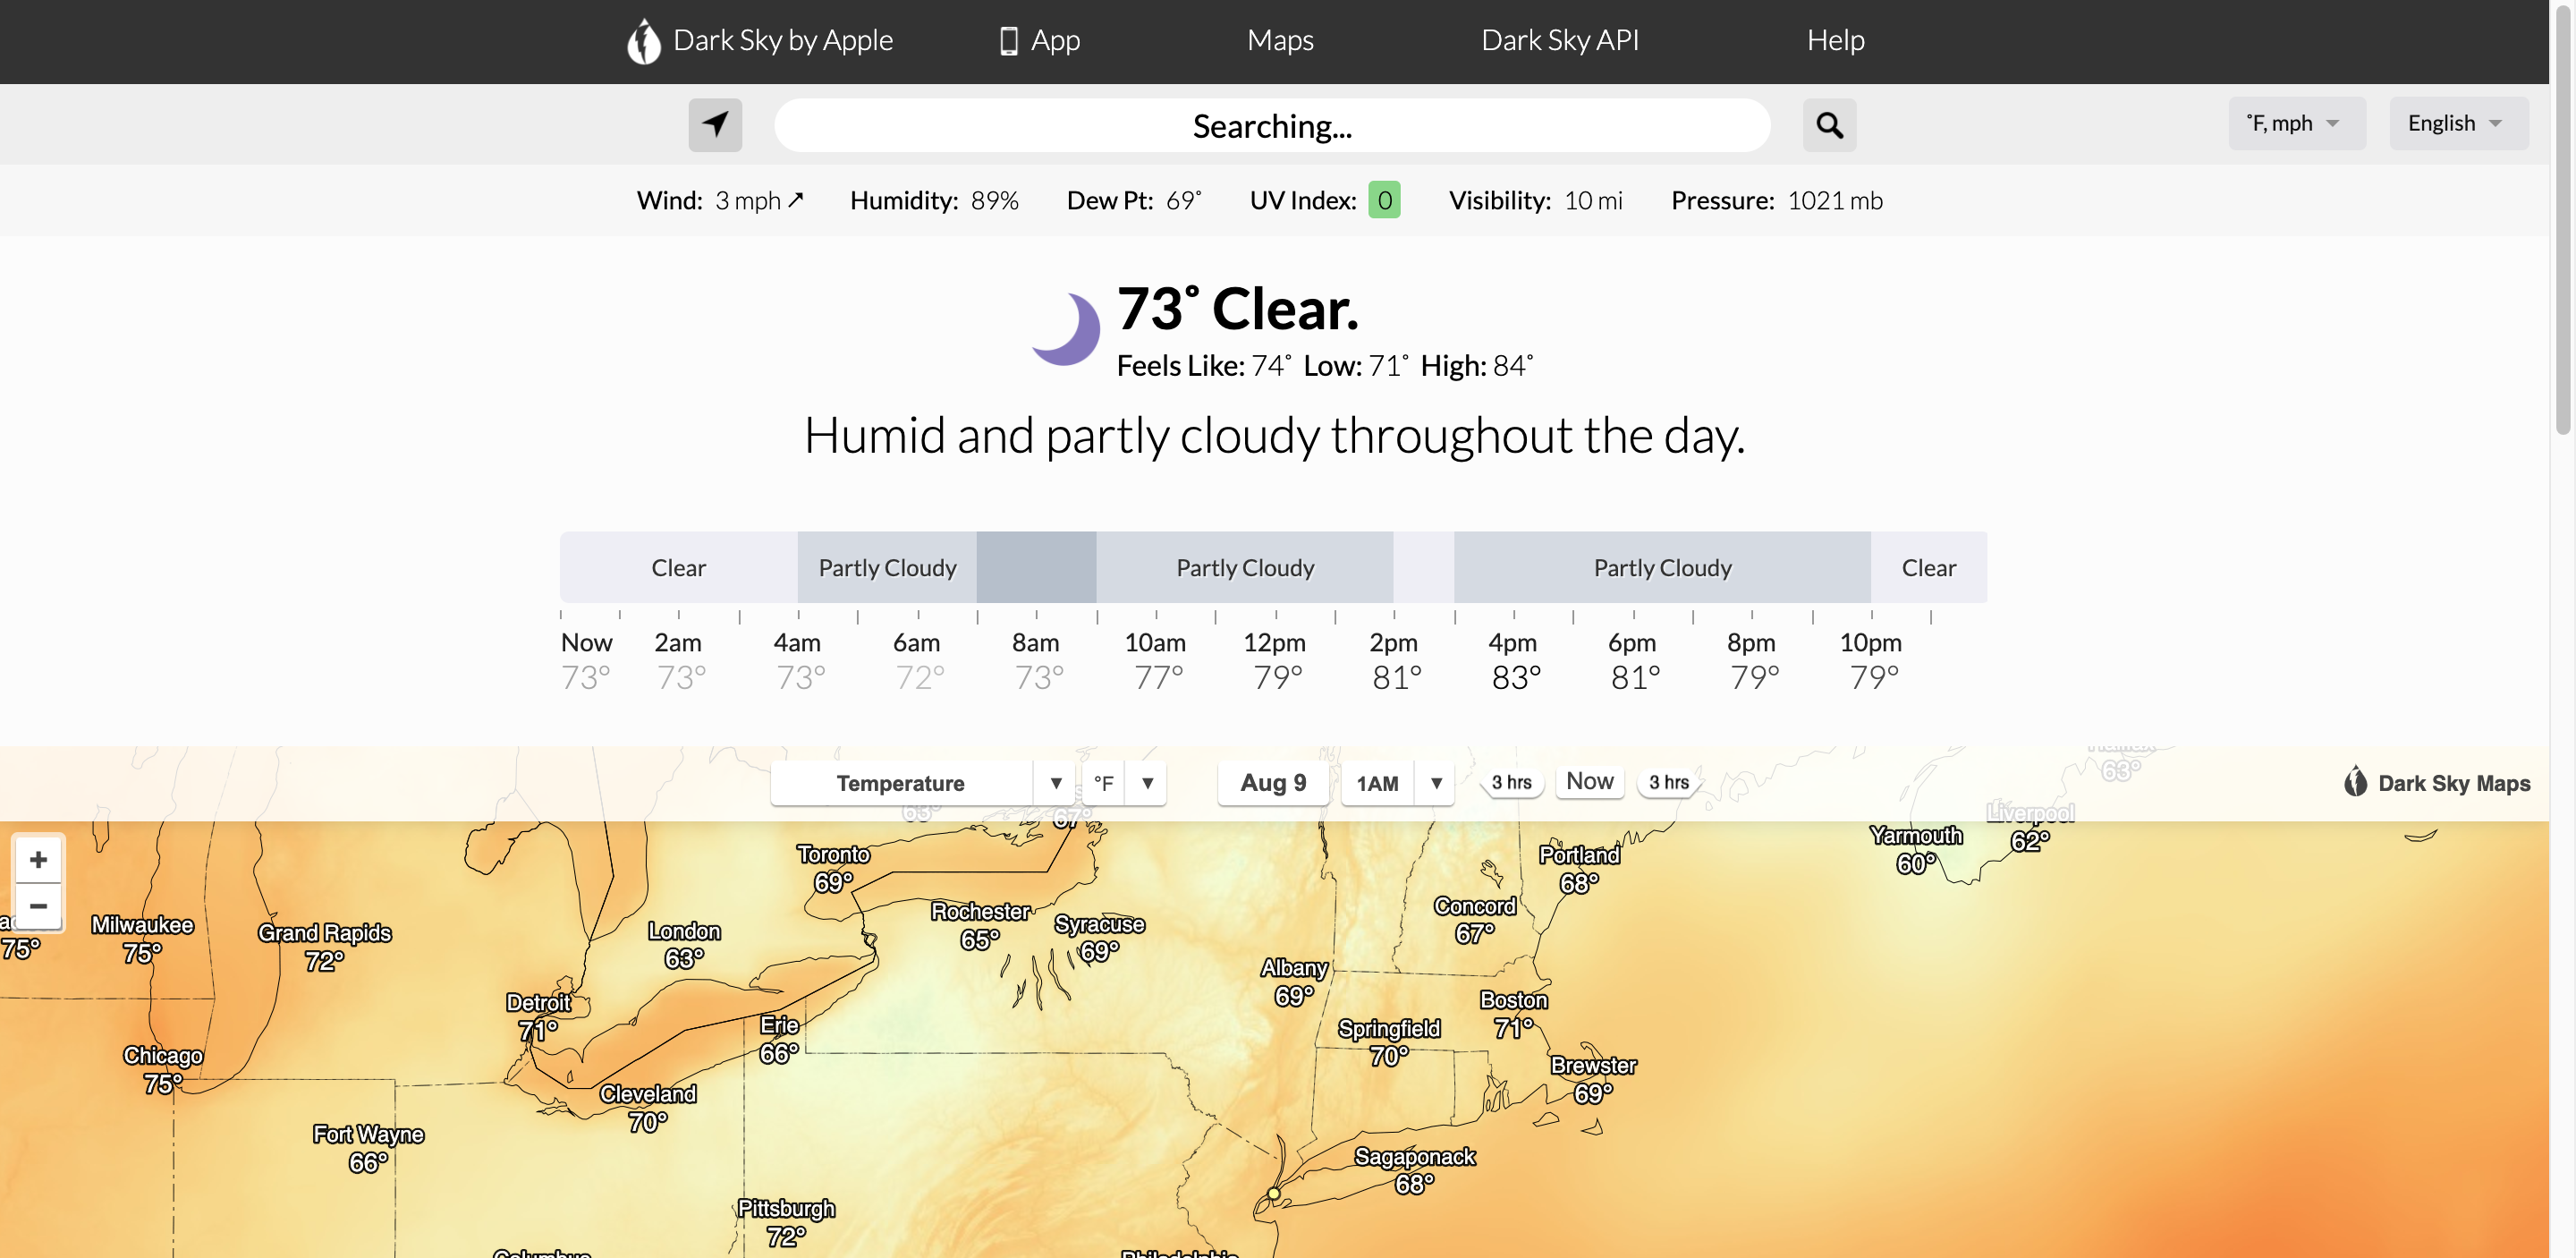 Dark Sky by Apple App Maps Dark Sky API Help
Searching... ˚F, mph English
Wind: 3 mph Humidity: 89% Dew Pt: 69˚ UV Index: 0 Visibility: 10 mi Pressure: 1021 mb
73˚ Clear.
Feels Like: 74˚ Low: 71˚ High: 84˚
Humid and partly cloudy throughout the day.
Clear Partly Cloudy Partly Cloudy Partly Cloudy Clear
Now 2am 4am 6am 8am 10am 12pm 2pm 4pm 6pm 8pm 10pm
73° 73° 73° 72° 73° 77° 79° 81° 83° 81° 79° 79°
63°
Temperature ▼ °F ▼ Aug 9 1AM ▼ 3 hrs Now 3 hrs Dark Sky Maps
63° 67°
Liverpool
62°
Yarmouth
60°
+
−
Toronto
69°
Portland
68°
Concord
67°
Rochester
65°
Syracuse
69°
75°
Milwaukee
75°
Grand Rapids
72°
London
63°
Albany
69°
Detroit
71°
Boston
71°
Erie
66°
Springfield
70°
Chicago
75°
Brewster
69°
Cleveland
70°
Fort Wayne
66°
Sagaponack
68°
Pittsburgh
72°
Columbus
Philadelphia